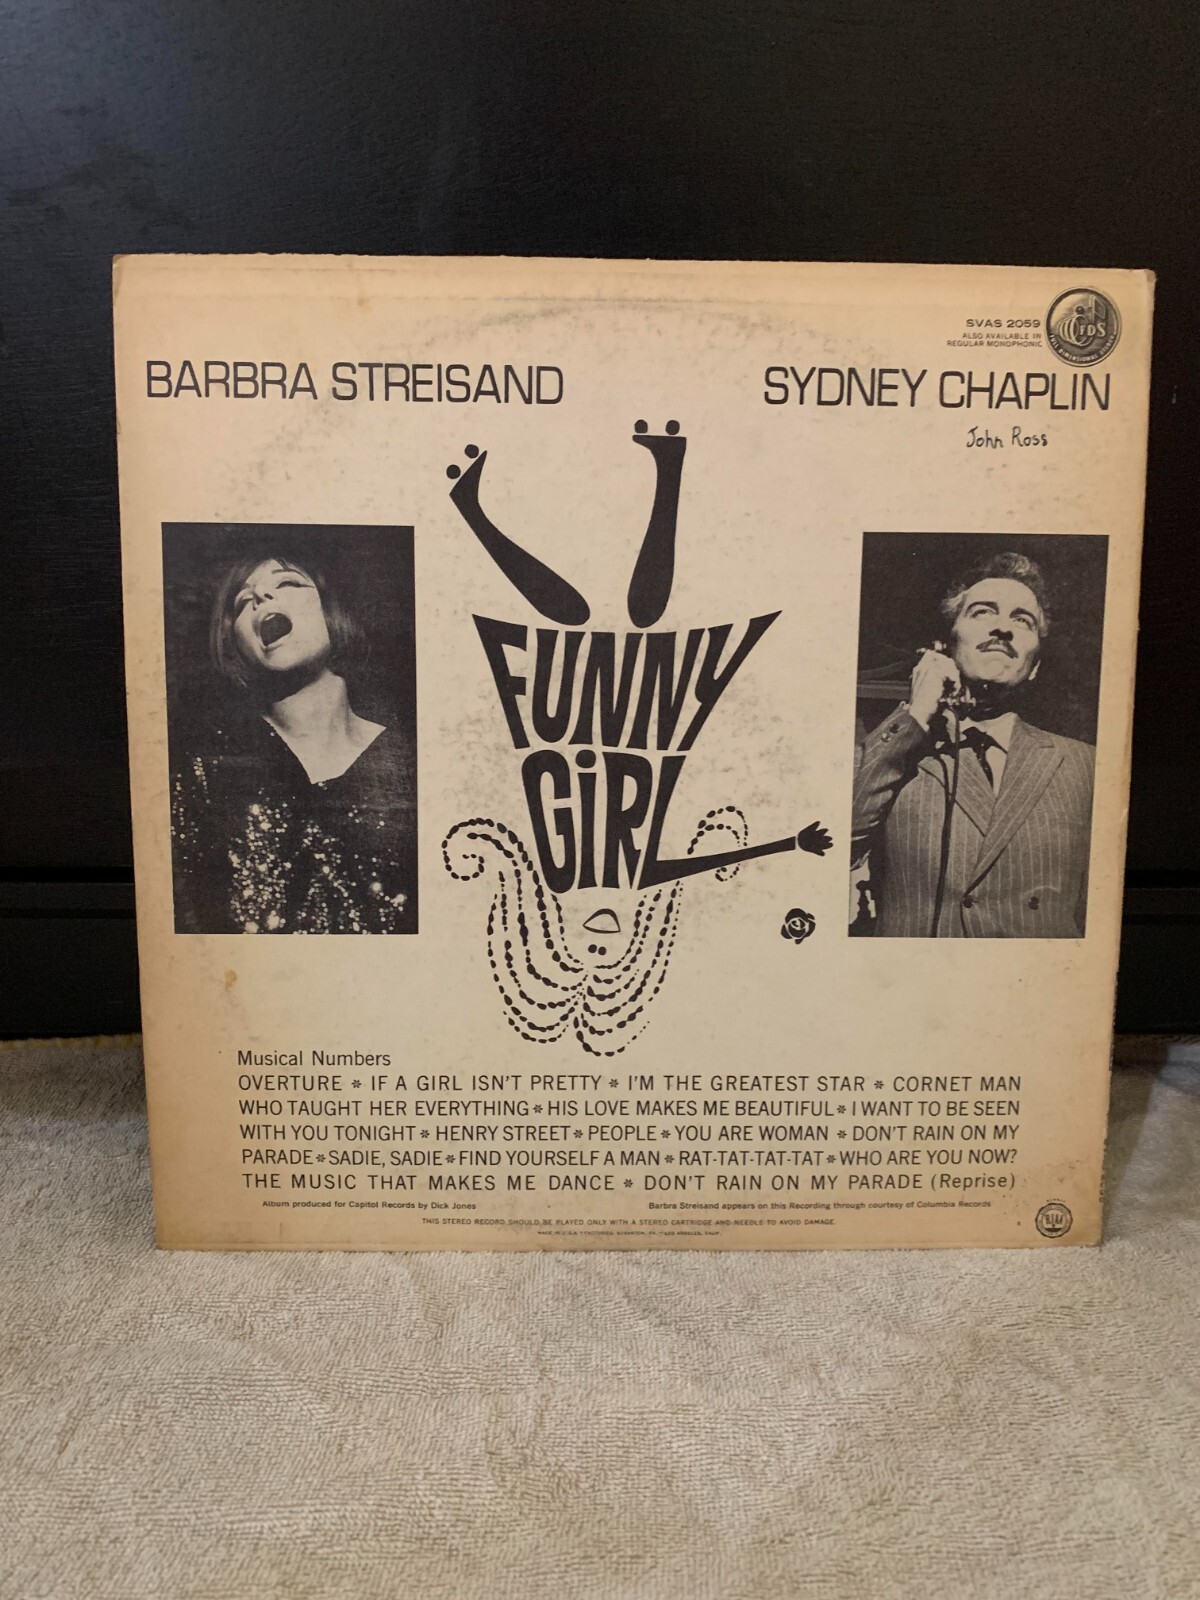 SVAS 2059
ALSO AVAILABLE IN
REGULAR MONOPHONIC
FDS
FULL DIMENSIONAL STEREO
BARBRA STREISAND
SYDNEY CHAPLIN
John Ross
FUNNY
GiRL
Musical Numbers
OVERTURE * IF A GIRL ISN'T PRETTY * I'M THE GREATEST STAR * CORNET MAN
WHO TAUGHT HER EVERYTHING * HIS LOVE MAKES ME BEAUTIFUL * I WANT TO BE SEEN
WITH YOU TONIGHT * HENRY STREET * PEOPLE * YOU ARE WOMAN * DON'T RAIN ON MY
PARADE * SADIE, SADIE * FIND YOURSELF A MAN * RAT-TAT-TAT-TAT * WHO ARE YOU NOW?
THE MUSIC THAT MAKES ME DANCE * DON'T RAIN ON MY PARADE (Reprise)
Album produced for Capitol Records by Dick Jones
Barbra Streisand appears on this Recording through courtesy of Columbia Records
THIS STEREO RECORD SHOULD BE PLAYED ONLY WITH A STEREO CARTRIDGE AND NEEDLE TO AVOID DAMAGE.
RIAA